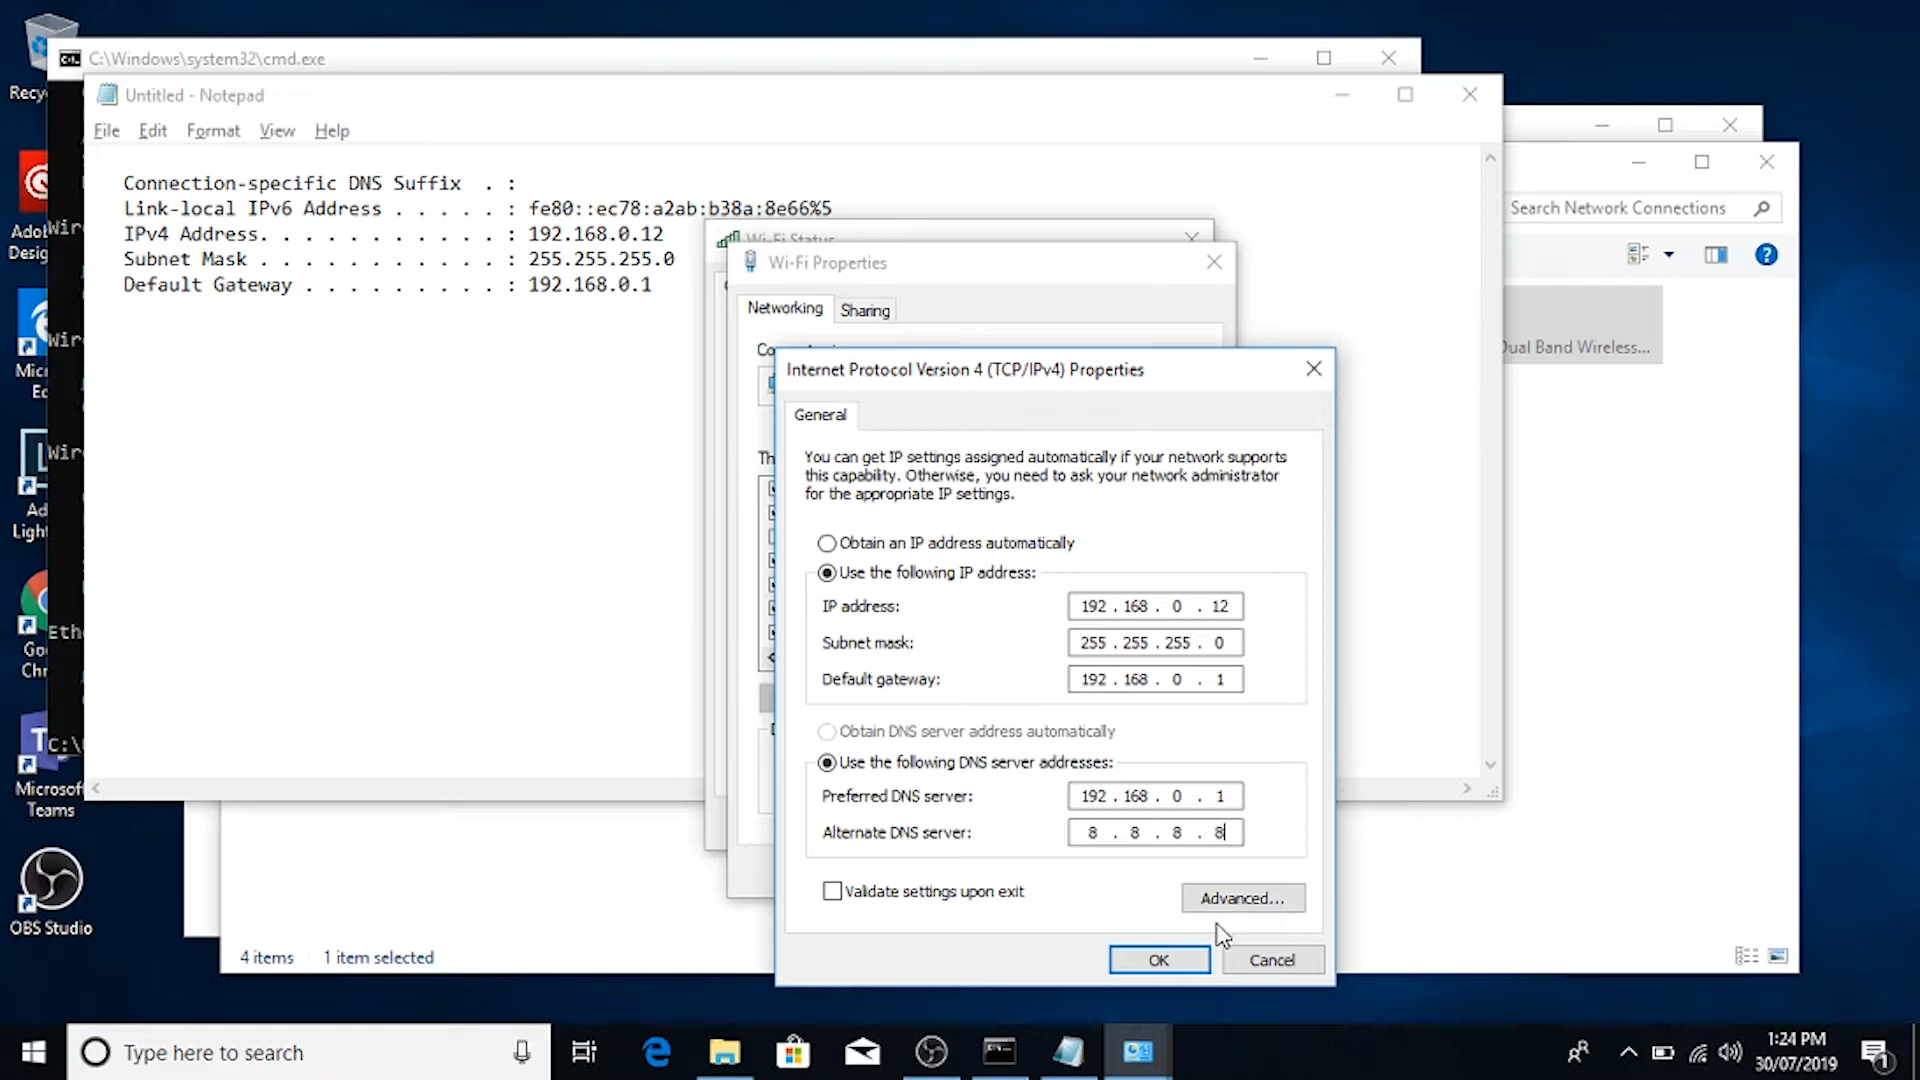 C:\Windows\system32\cmd.exe
Untitled - Notepad
File Edit Format View Help
Connection-specific DNS Suffix . :
Link-local IPv6 Address . . . . . : fe80::ec78:a2ab:b38a:8e66%5
IPv4 Address. . . . . . . . . . . : 192.168.0.12
Subnet Mask . . . . . . . . . . . : 255.255.255.0
Default Gateway . . . . . . . . . : 192.168.0.1
Wi-Fi Status
Wi-Fi Properties
Networking Sharing
Internet Protocol Version 4 (TCP/IPv4) Properties
General
You can get IP settings assigned automatically if your network supports
this capability. Otherwise, you need to ask your network administrator
for the appropriate IP settings.
Obtain an IP address automatically
Use the following IP address:
IP address: 192 . 168 . 0 . 12
Subnet mask: 255 . 255 . 255 . 0
Default gateway: 192 . 168 . 0 . 1
Obtain DNS server address automatically
Use the following DNS server addresses:
Preferred DNS server: 192 . 168 . 0 . 1
Alternate DNS server: 8 . 8 . 8 . 8
Validate settings upon exit
Advanced...
OK Cancel
Search Network Connections
Dual Band Wireless...
4 items 1 item selected
Microsoft
Teams
OBS Studio
Type here to search
1:24 PM
30/07/2019
1